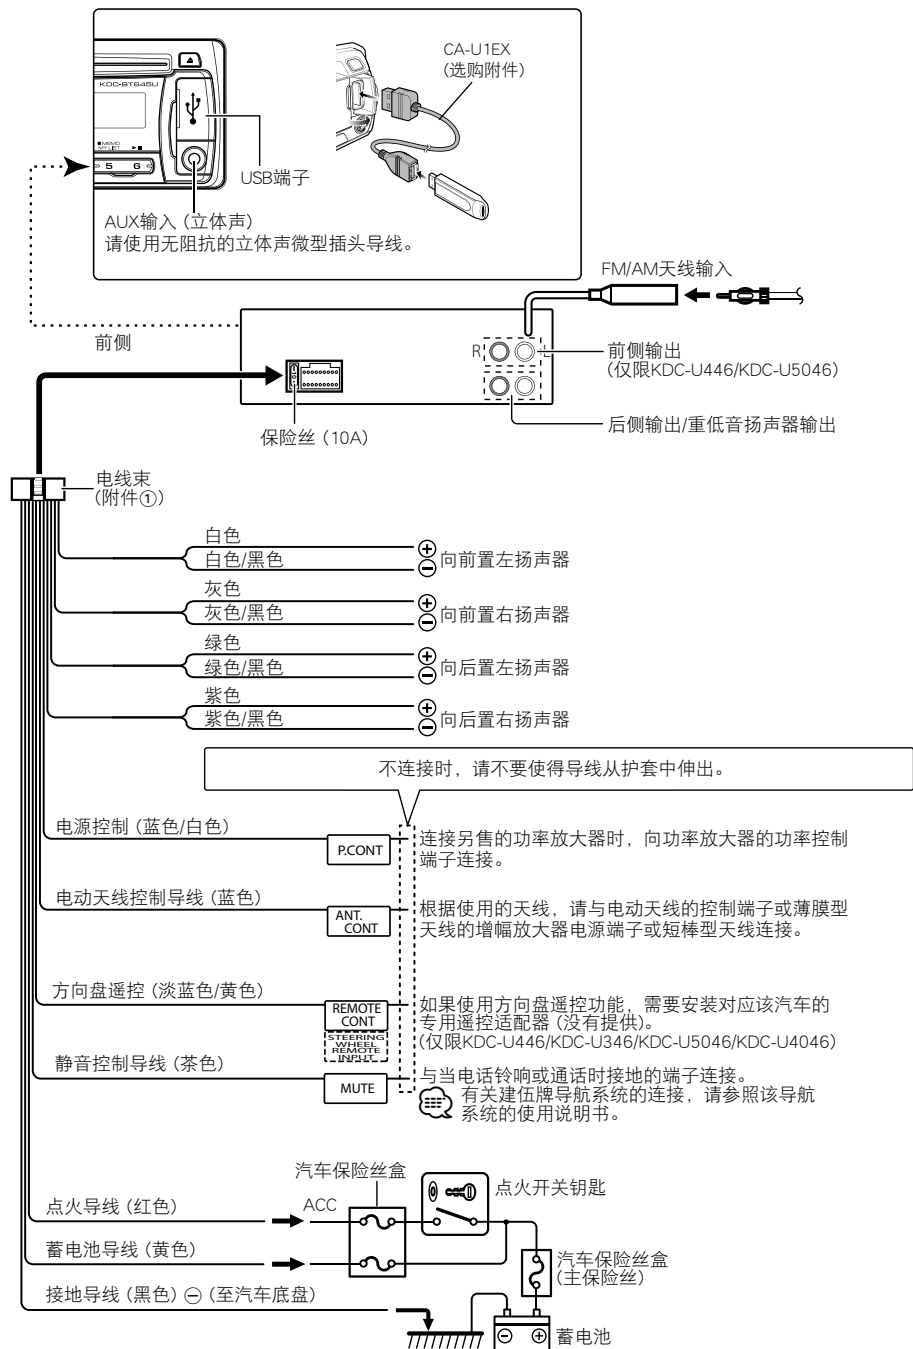 CA-U1EX
(选购附件)
KDC-BT645U
■MEMO
MY LIST
►■
5 6
USB端子
AUX输入 (立体声)
请使用无阻抗的立体声微型插头导线。
FM/AM天线输入
前侧
R
L
前侧输出
(仅限KDC-U446/KDC-U5046)
后侧输出/重低音扬声器输出
保险丝 (10A)
电线束
(附件①)
白色
白色/黑色
⊕
⊖
向前置左扬声器
灰色
灰色/黑色
⊕
⊖
向前置右扬声器
绿色
绿色/黑色
⊕
⊖
向后置左扬声器
紫色
紫色/黑色
⊕
⊖
向后置右扬声器
不连接时，请不要使得导线从护套中伸出。
电源控制 (蓝色/白色)
P.CONT
连接另售的功率放大器时，向功率放大器的功率控制
端子连接。
电动天线控制导线 (蓝色)
ANT.
CONT
根据使用的天线，请与电动天线的控制端子或薄膜型
天线的增幅放大器电源端子或短棒型天线连接。
方向盘遥控 (淡蓝色/黄色)
REMOTE
CONT
STEERING
WHEEL
REMOTE
INPUT
如果使用方向盘遥控功能，需要安装对应该汽车的
专用遥控适配器 (没有提供)。
(仅限KDC-U446/KDC-U346/KDC-U5046/KDC-U4046)
静音控制导线 (茶色)
MUTE
与当电话铃响或通话时接地的端子连接。
有关建伍牌导航系统的连接，请参照该导航
系统的使用说明书。
汽车保险丝盒
点火开关钥匙
点火导线 (红色)
ACC
蓄电池导线 (黄色)
汽车保险丝盒
(主保险丝)
接地导线 (黑色) ⊖ (至汽车底盘)
⊖ ⊕
蓄电池